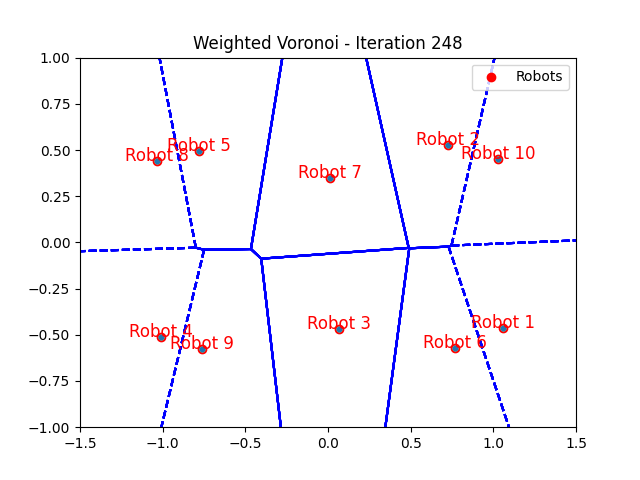 Weighted Voronoi - Iteration 248
Robots
1.00
0.75
0.50
0.25
0.00
−0.25
−0.50
−0.75
−1.00
Robot 2
Robot 5
Robot 8
Robot 10
Robot 7
Robot 3
Robot 1
Robot 4
Robot 9
Robot 6
−1.5
−1.0
−0.5
0.0
0.5
1.0
1.5